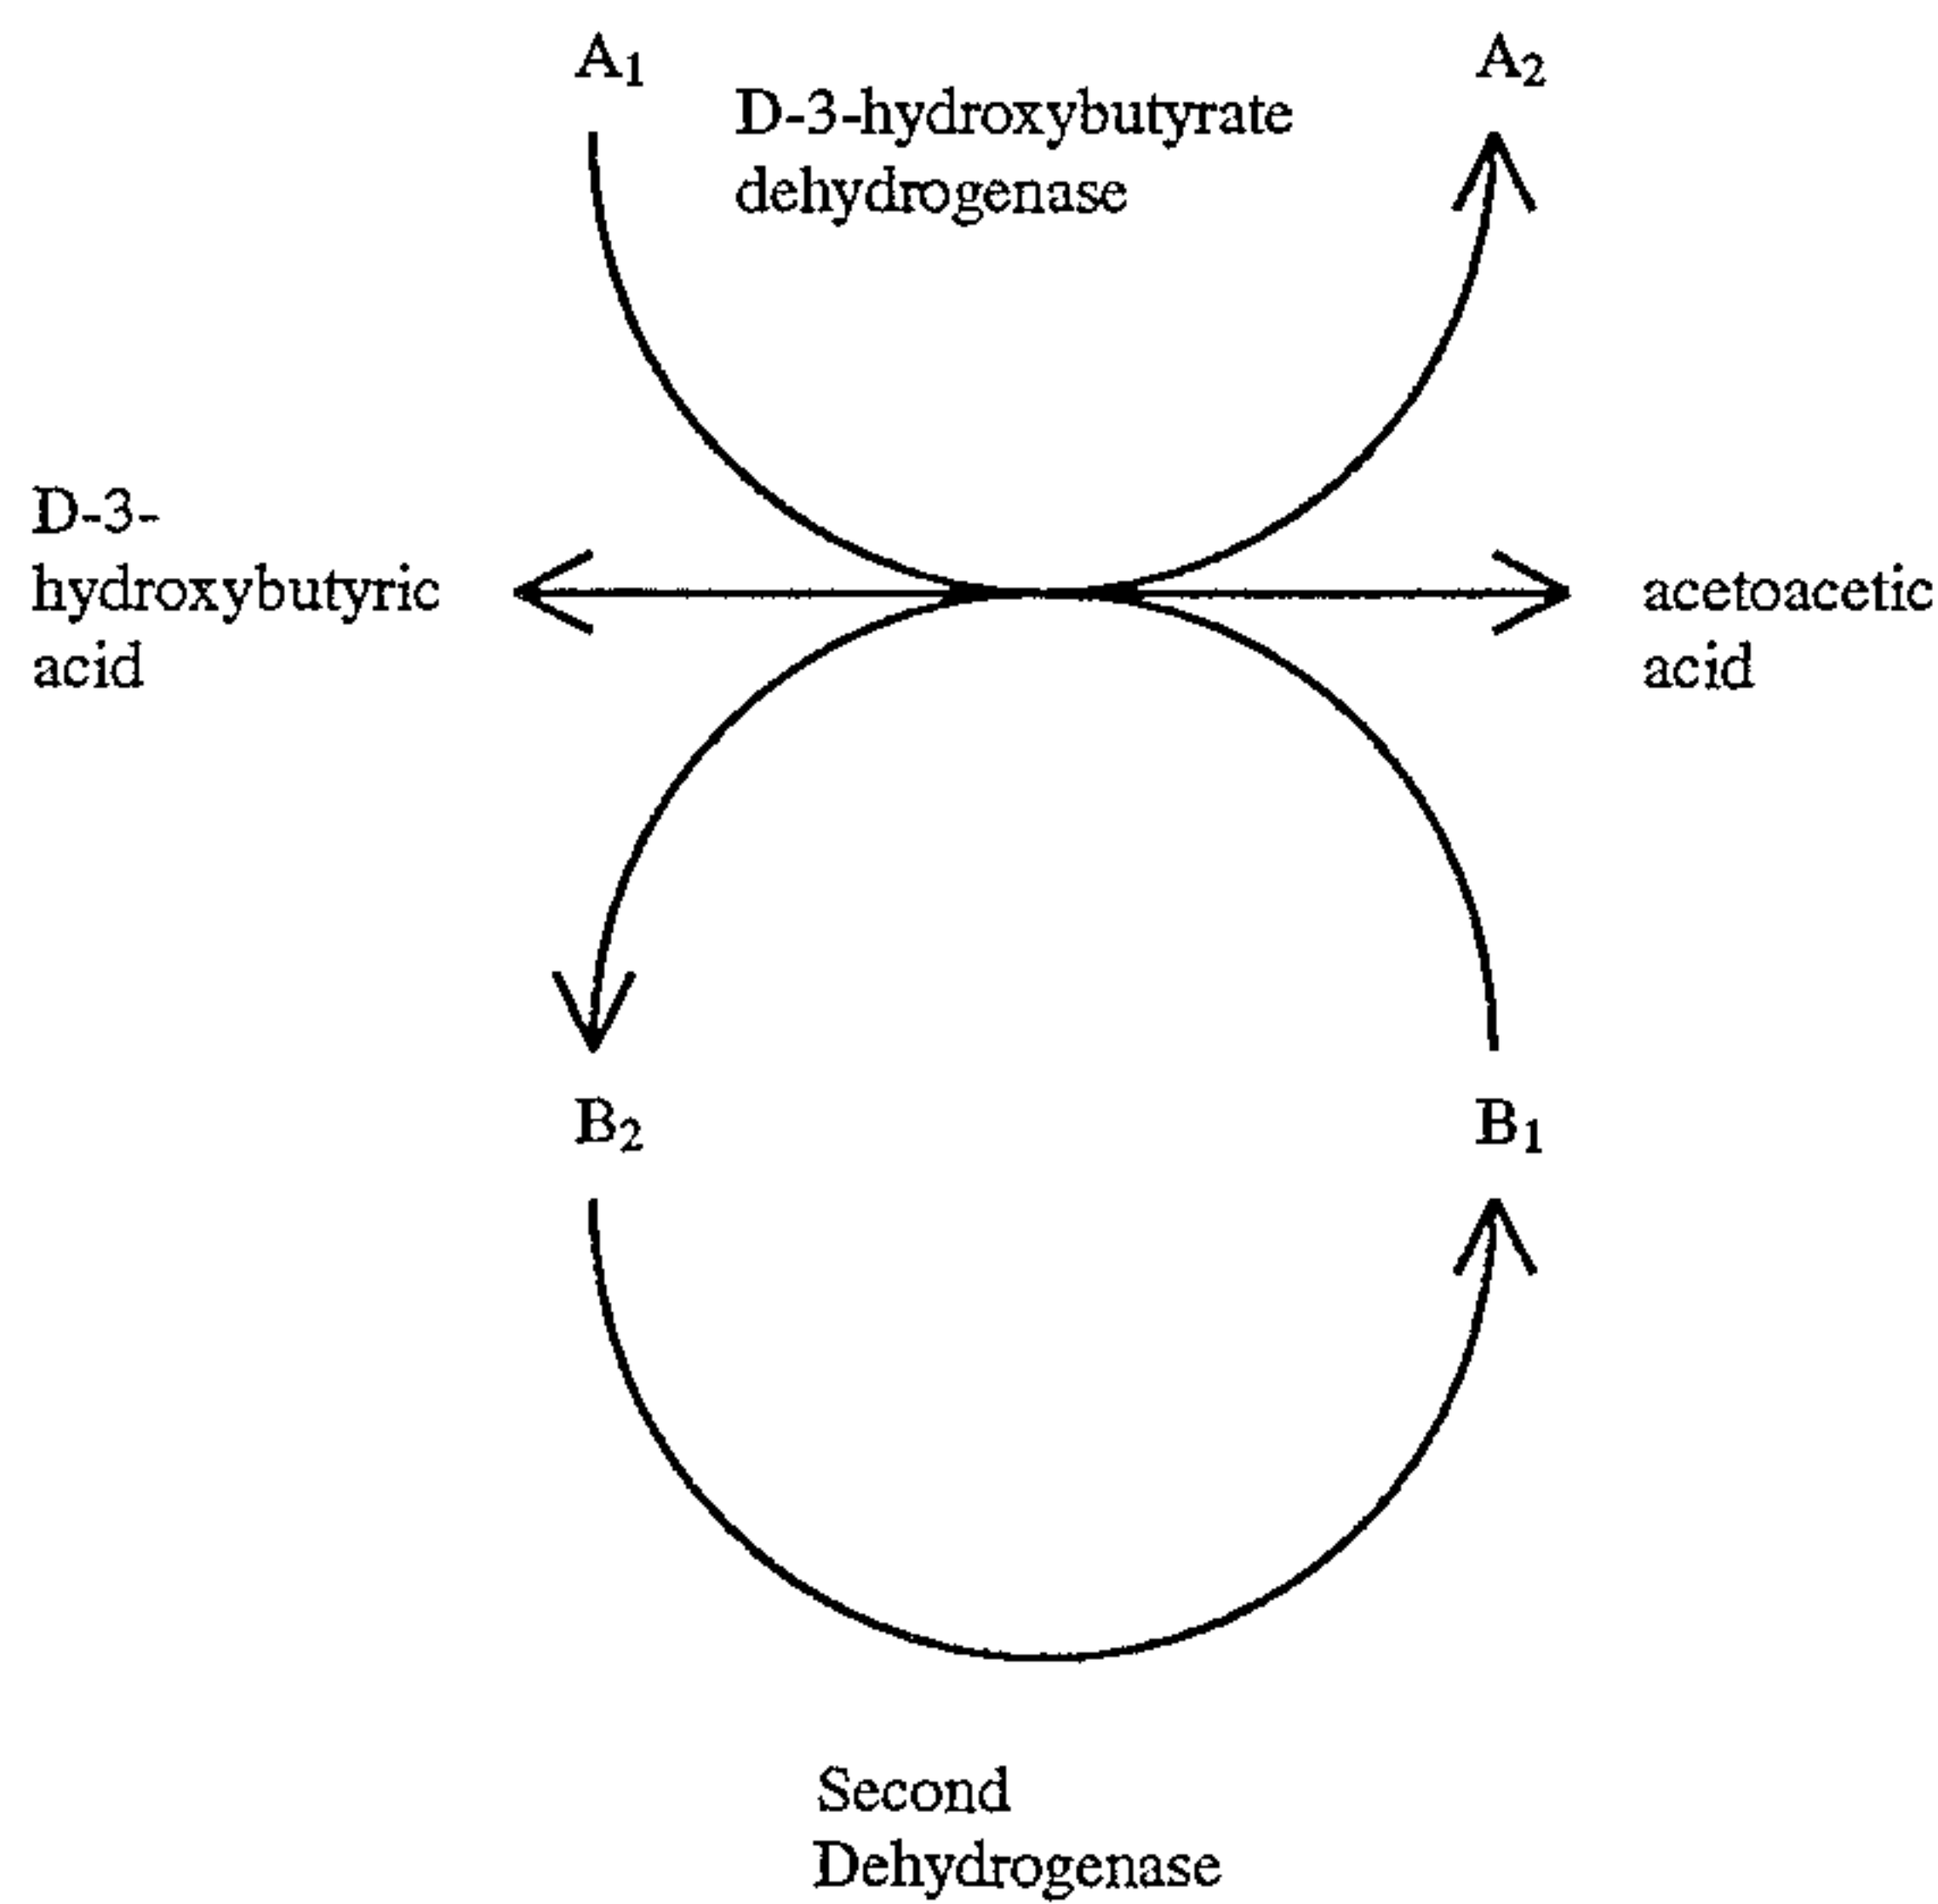 A₁
A₂
D-3-hydroxybutyrate
dehydrogenase
D-3-
hydroxybutyric
acid
acetoacetic
acid
B₂
B₁
Second
Dehydrogenase